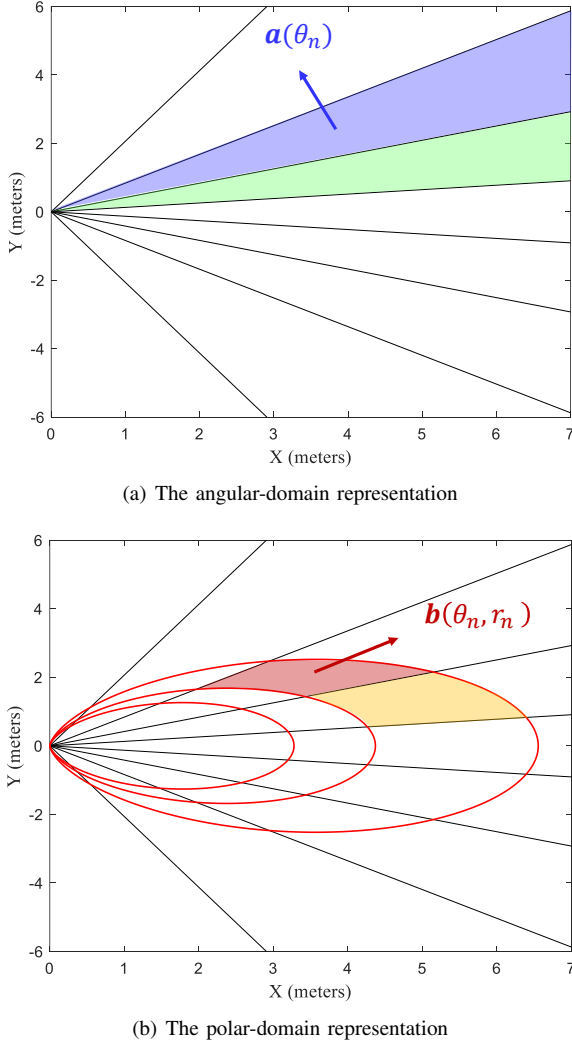 6
4
2
0
-2
-4
-6
Y (meters)
𝒂(θₙ)
0 1 2 3 4 5 6 7
X (meters)
(a) The angular-domain representation
6
4
2
0
-2
-4
-6
Y (meters)
𝒃(θₙ, rₙ )
0 1 2 3 4 5 6 7
X (meters)
(b) The polar-domain representation